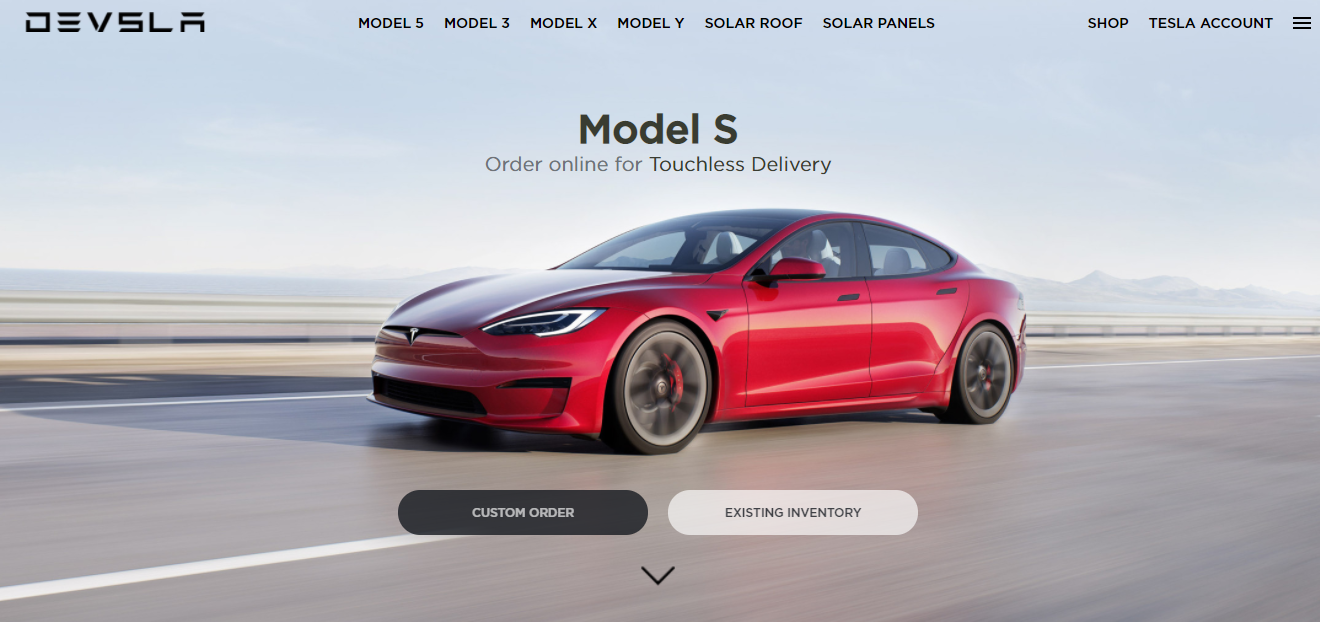 DEVSLA
MODEL 5 MODEL 3 MODEL X MODEL Y SOLAR ROOF SOLAR PANELS
SHOP TESLA ACCOUNT
Model S
Order online for Touchless Delivery
CUSTOM ORDER
EXISTING INVENTORY